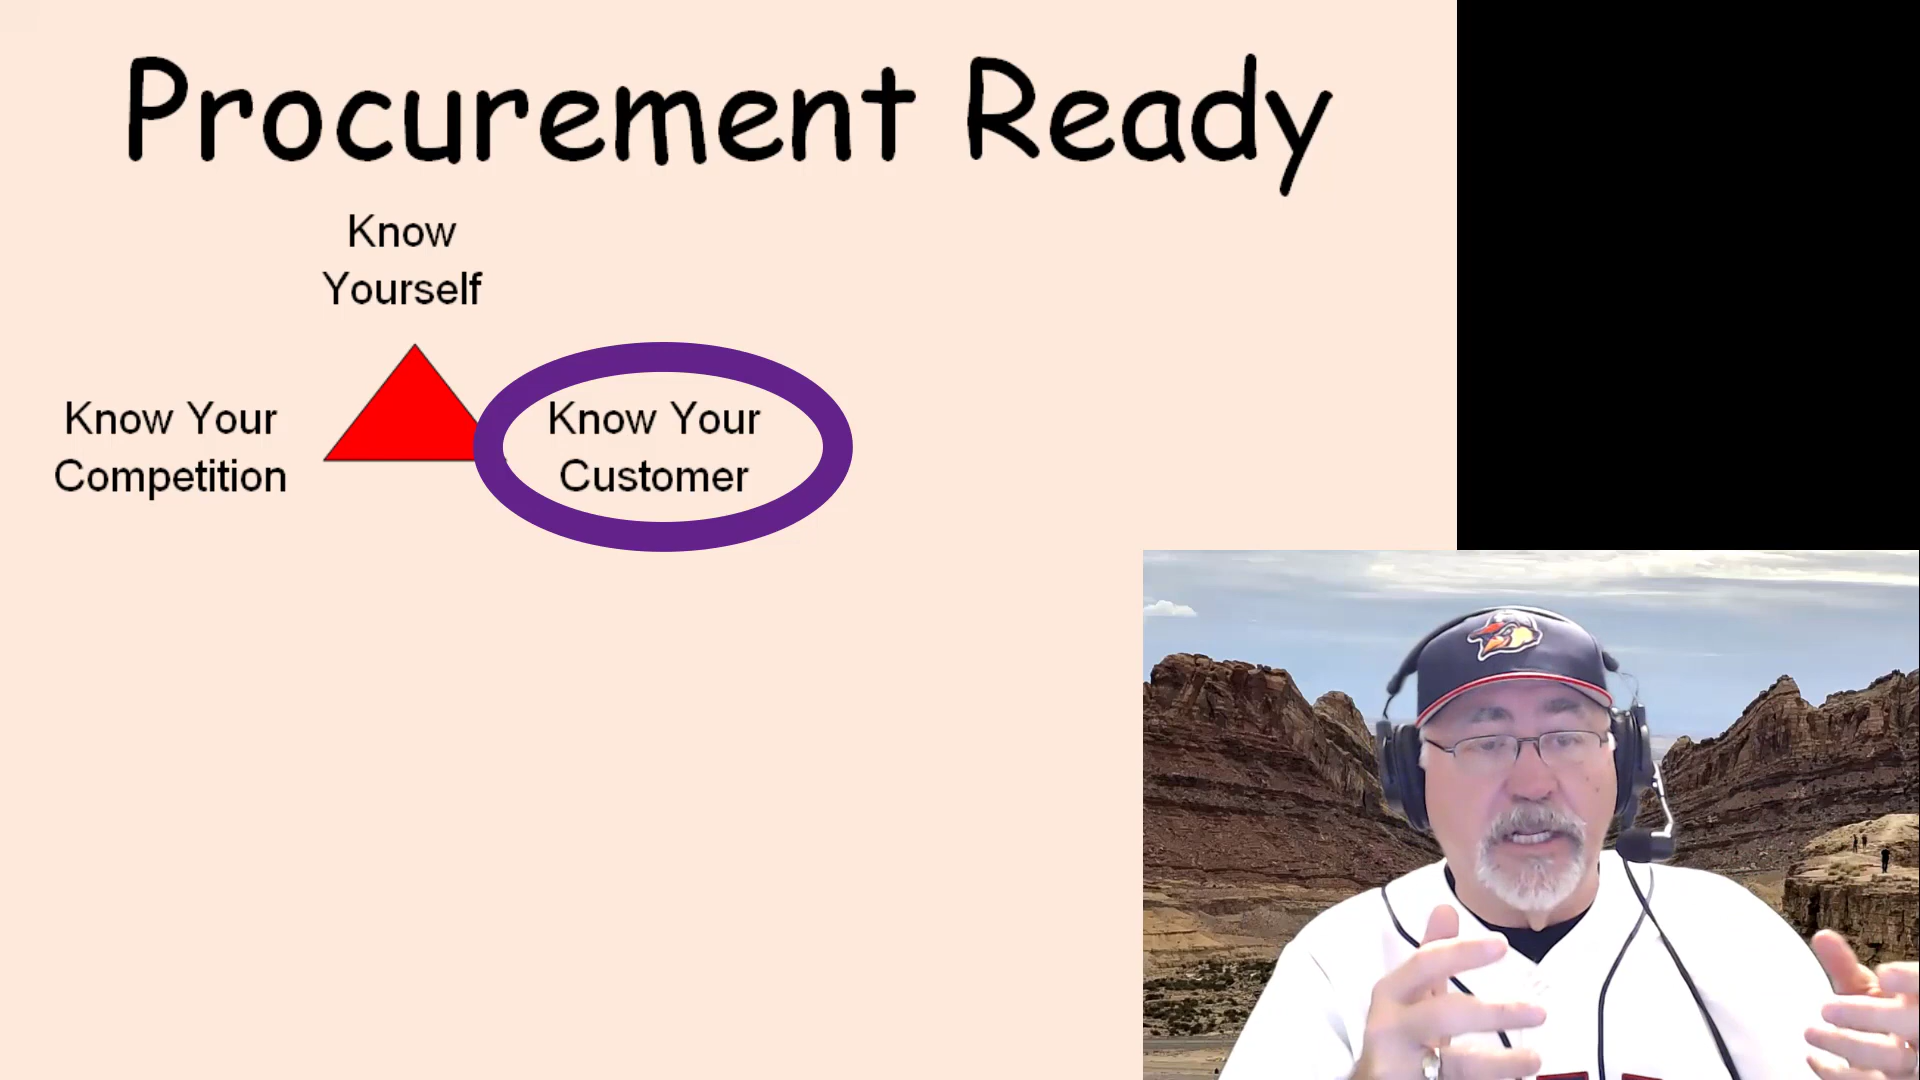 Procurement Ready
Know
Yourself
Know Your
Competition
Know Your
Customer